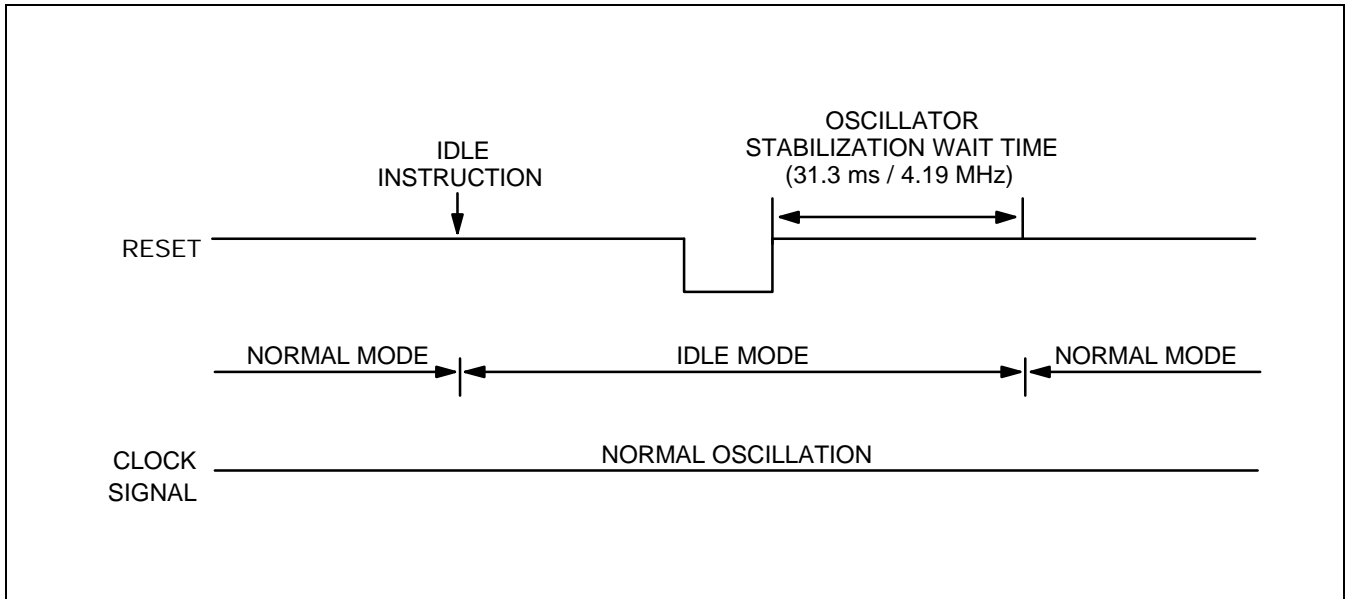 OSCILLATOR
STABILIZATION WAIT TIME
(31.3 ms / 4.19 MHz)
IDLE
INSTRUCTION
RESET
NORMAL MODE
IDLE MODE
NORMAL MODE
CLOCK
SIGNAL
NORMAL OSCILLATION